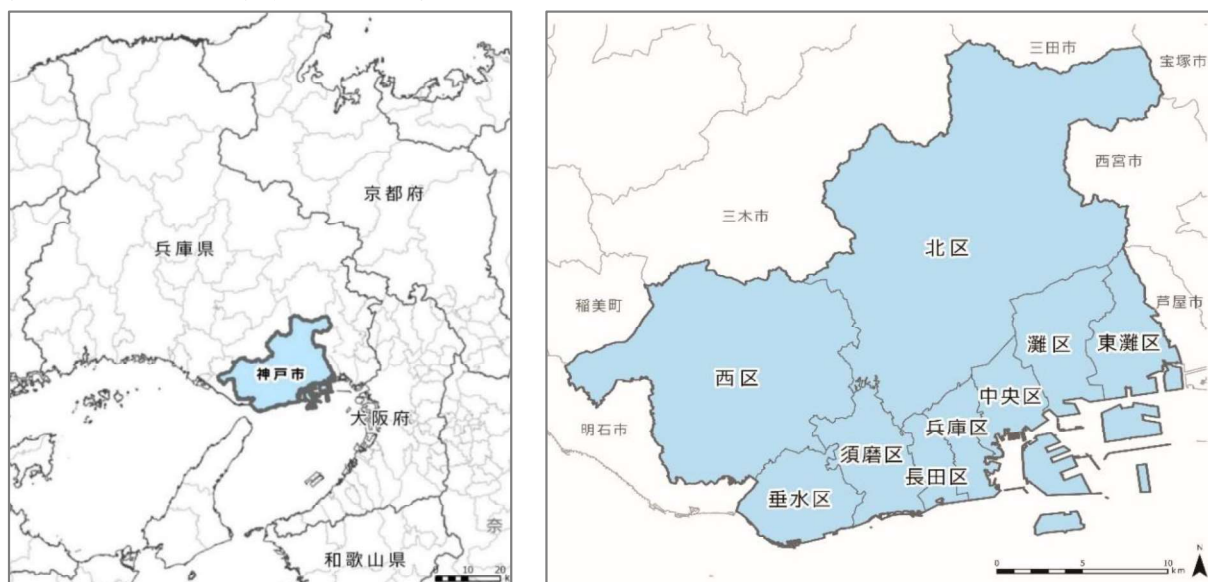 京都府
兵庫県
神戸市
大阪府
奈
和歌山県
0 10 20
k
三田市
宝塚市
西宮市
三木市
北区
稲美町
芦屋市
灘区
東灘区
西区
中央区
明石市
兵庫区
須磨区
長田区
垂水区
N
0 5 10
km